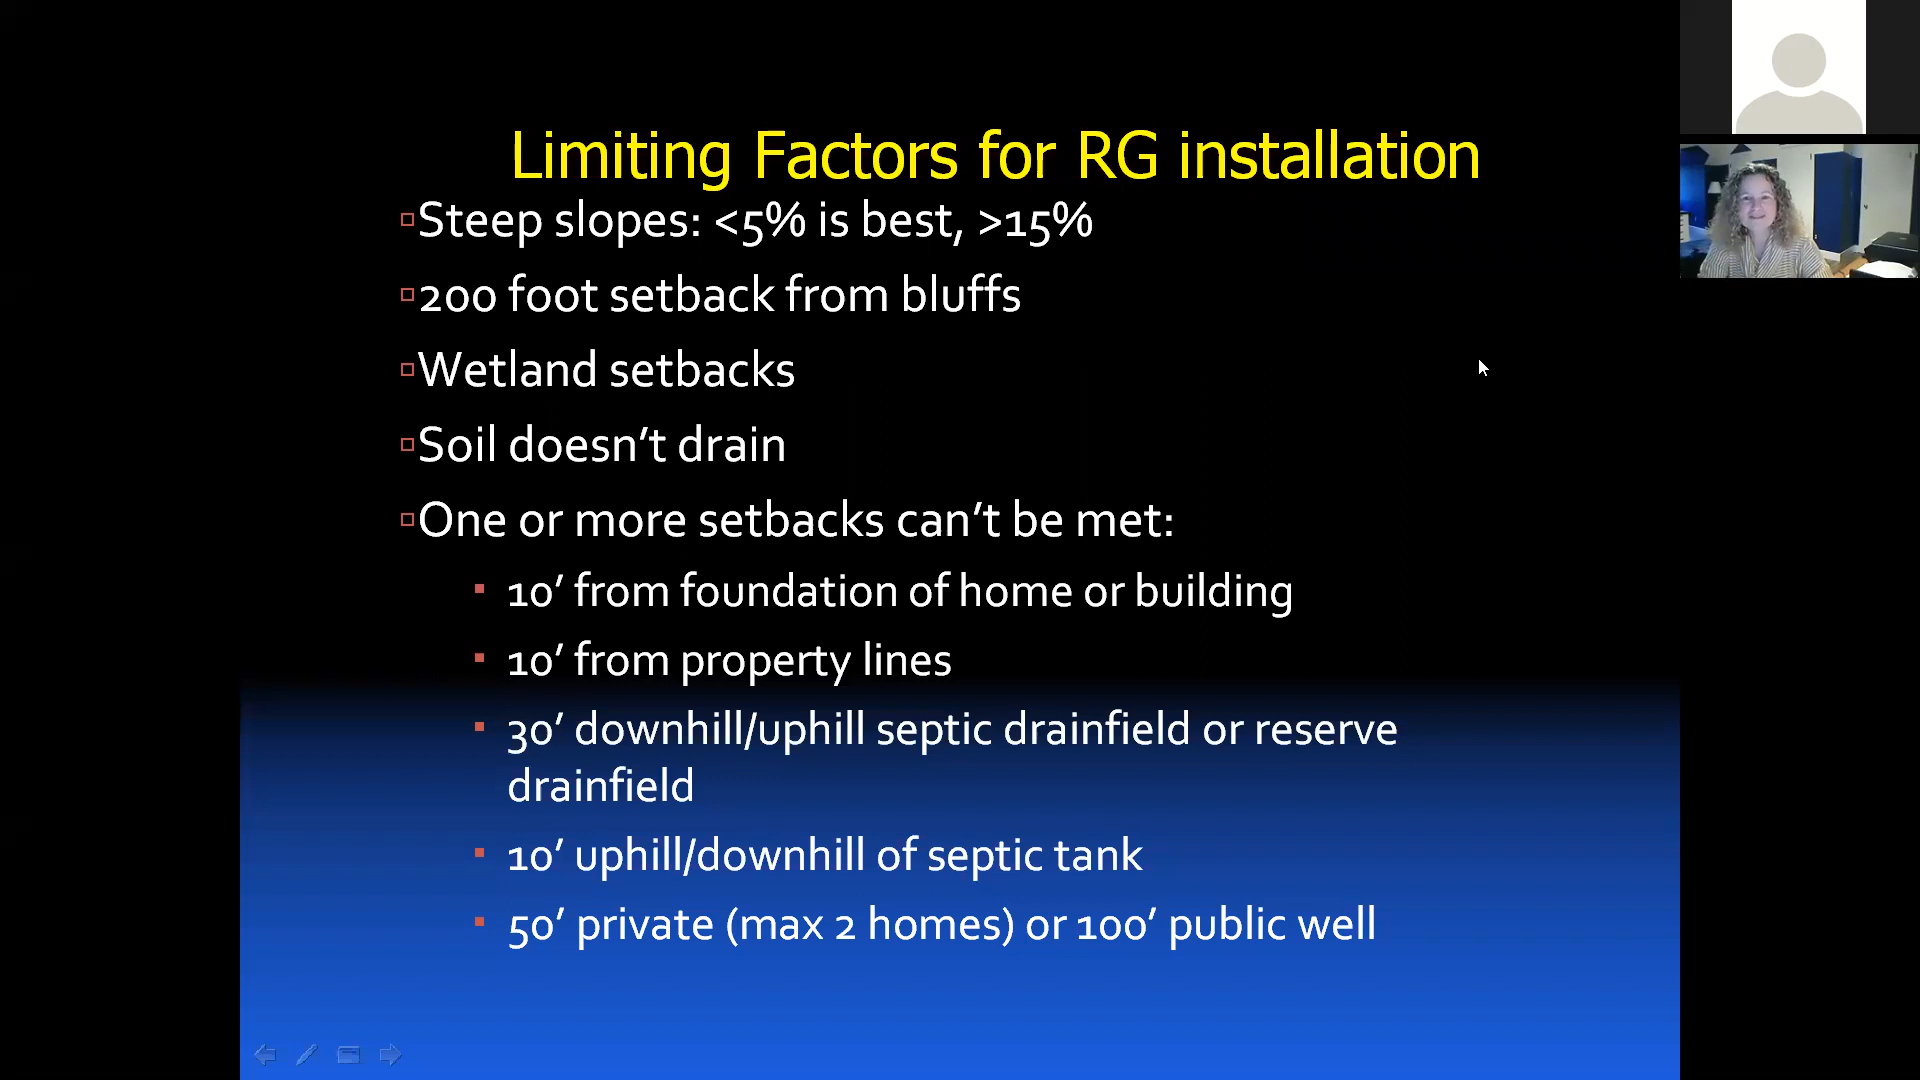 Limiting Factors for RG installation
Steep slopes: <5% is best, >15%
200 foot setback from bluffs
Wetland setbacks
Soil doesn’t drain
One or more setbacks can’t be met:
10’ from foundation of home or building
10’ from property lines
30’ downhill/uphill septic drainfield or reserve
drainfield
10’ uphill/downhill of septic tank
50’ private (max 2 homes) or 100’ public well